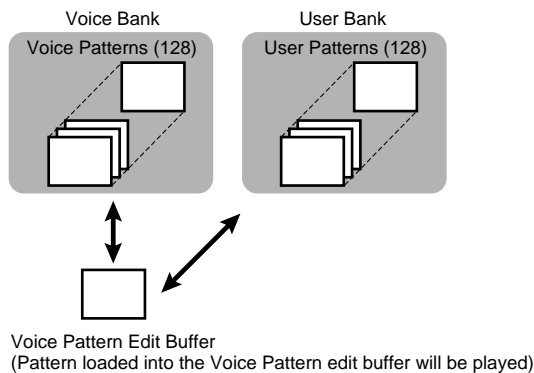 Voice Bank
User Bank
Voice Patterns (128)
User Patterns (128)
Voice Pattern Edit Buffer
(Pattern loaded into the Voice Pattern edit buffer will be played)